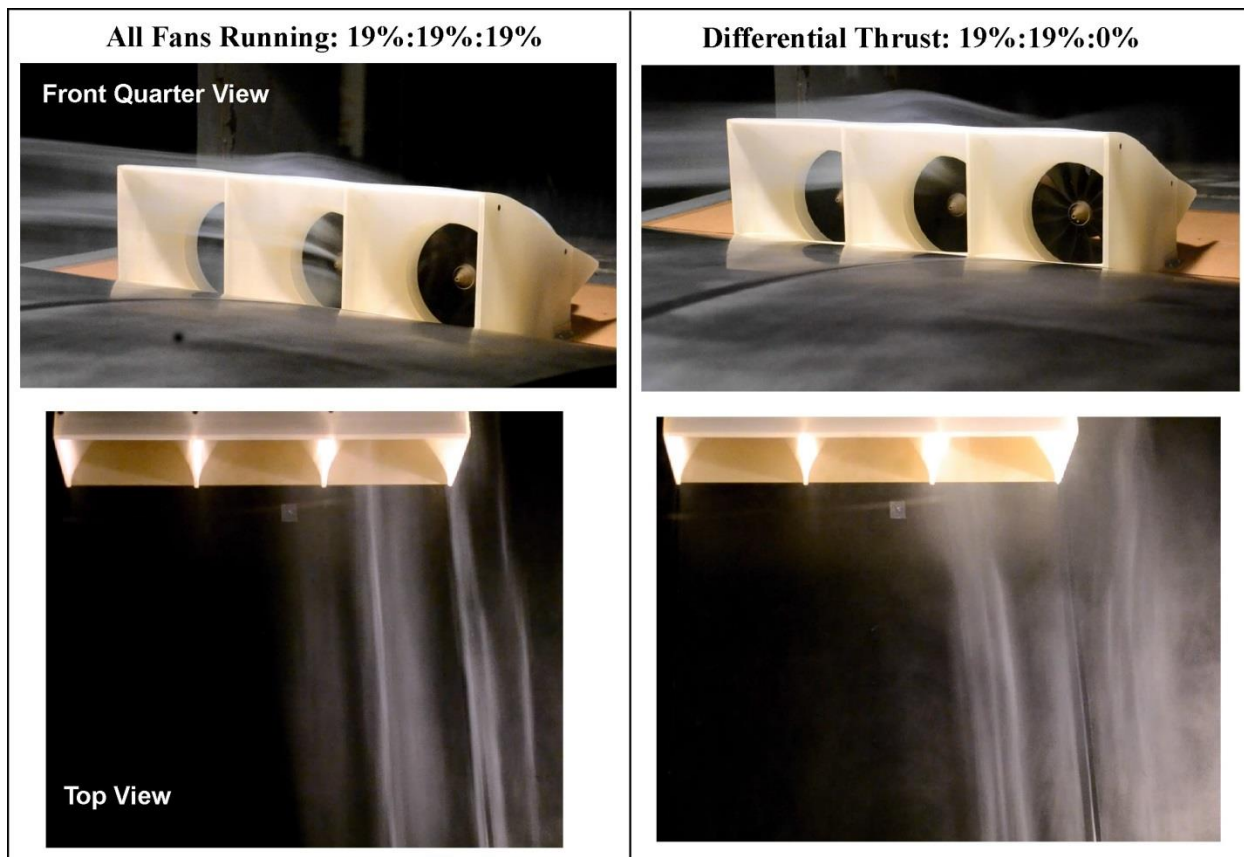 All Fans Running: 19%:19%:19%
Differential Thrust: 19%:19%:0%
Front Quarter View
Top View